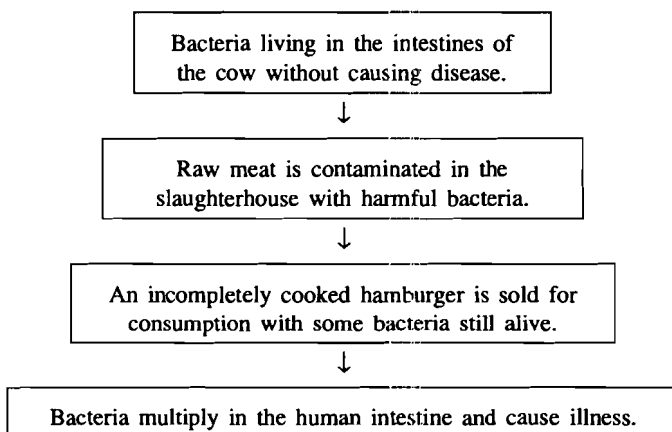 Bacteria living in the intestines of
the cow without causing disease.
↓
Raw meat is contaminated in the
slaughterhouse with harmful bacteria.
↓
An incompletely cooked hamburger is sold for
consumption with some bacteria still alive.
↓
Bacteria multiply in the human intestine and cause illness.